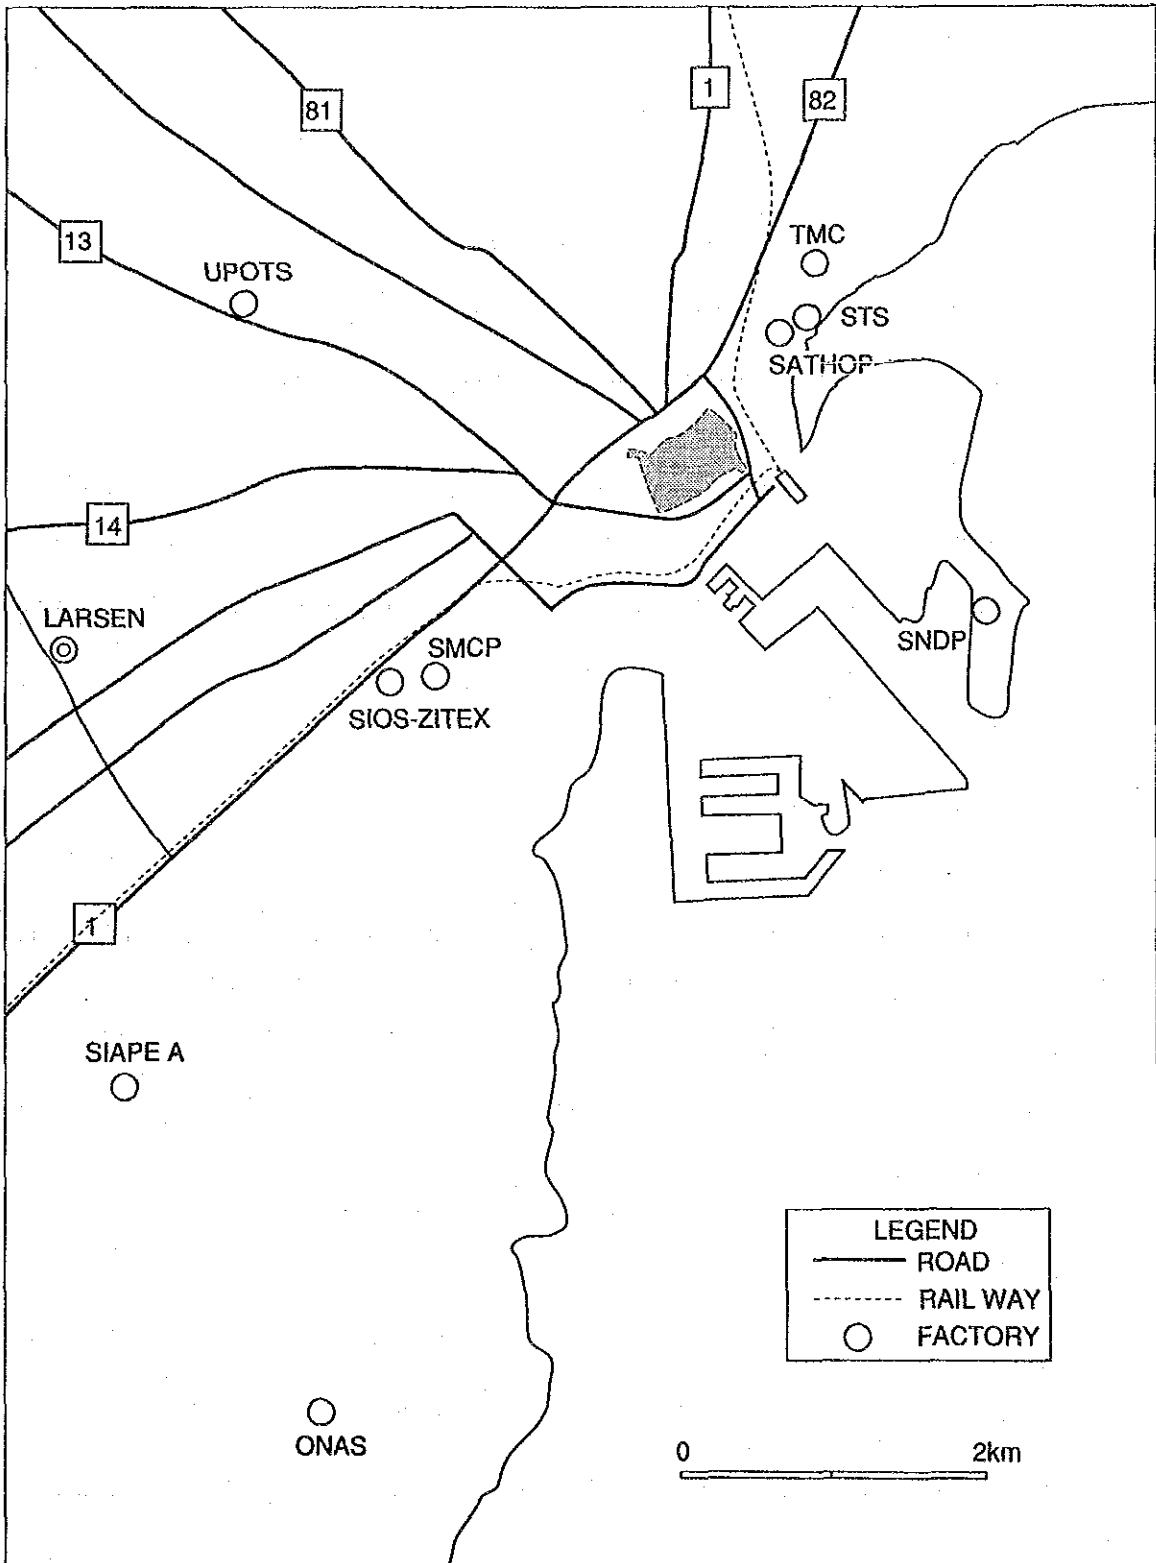 1
82
81
TMC
13
UPOTS
STS
SATHOP
14
LARSEN
SMCP
SNDP
SIOS-ZITEX
1
SIAPE A
LEGEND
ROAD
RAIL WAY
FACTORY
ONAS
0 2km